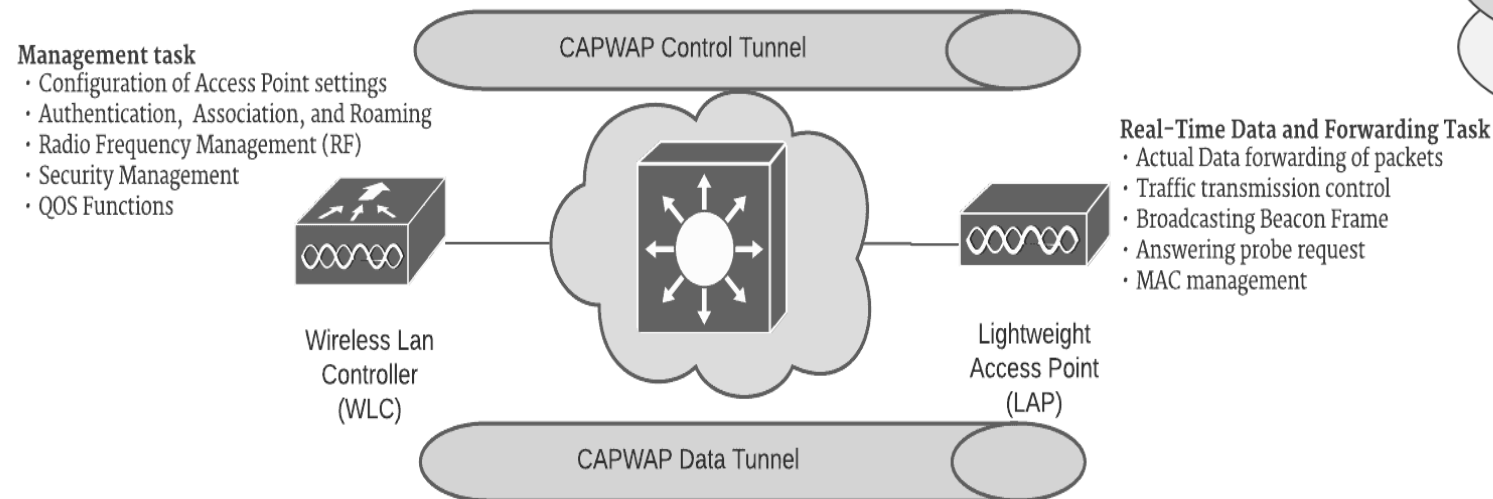 CAPWAP Control Tunnel
Management task
· Configuration of Access Point settings
· Authentication, Association, and Roaming
· Radio Frequency Management (RF)
· Security Management
· QOS Functions
Real-Time Data and Forwarding Task
· Actual Data forwarding of packets
· Traffic transmission control
· Broadcasting Beacon Frame
· Answering probe request
· MAC management
Wireless Lan
Controller
(WLC)
Lightweight
Access Point
(LAP)
CAPWAP Data Tunnel